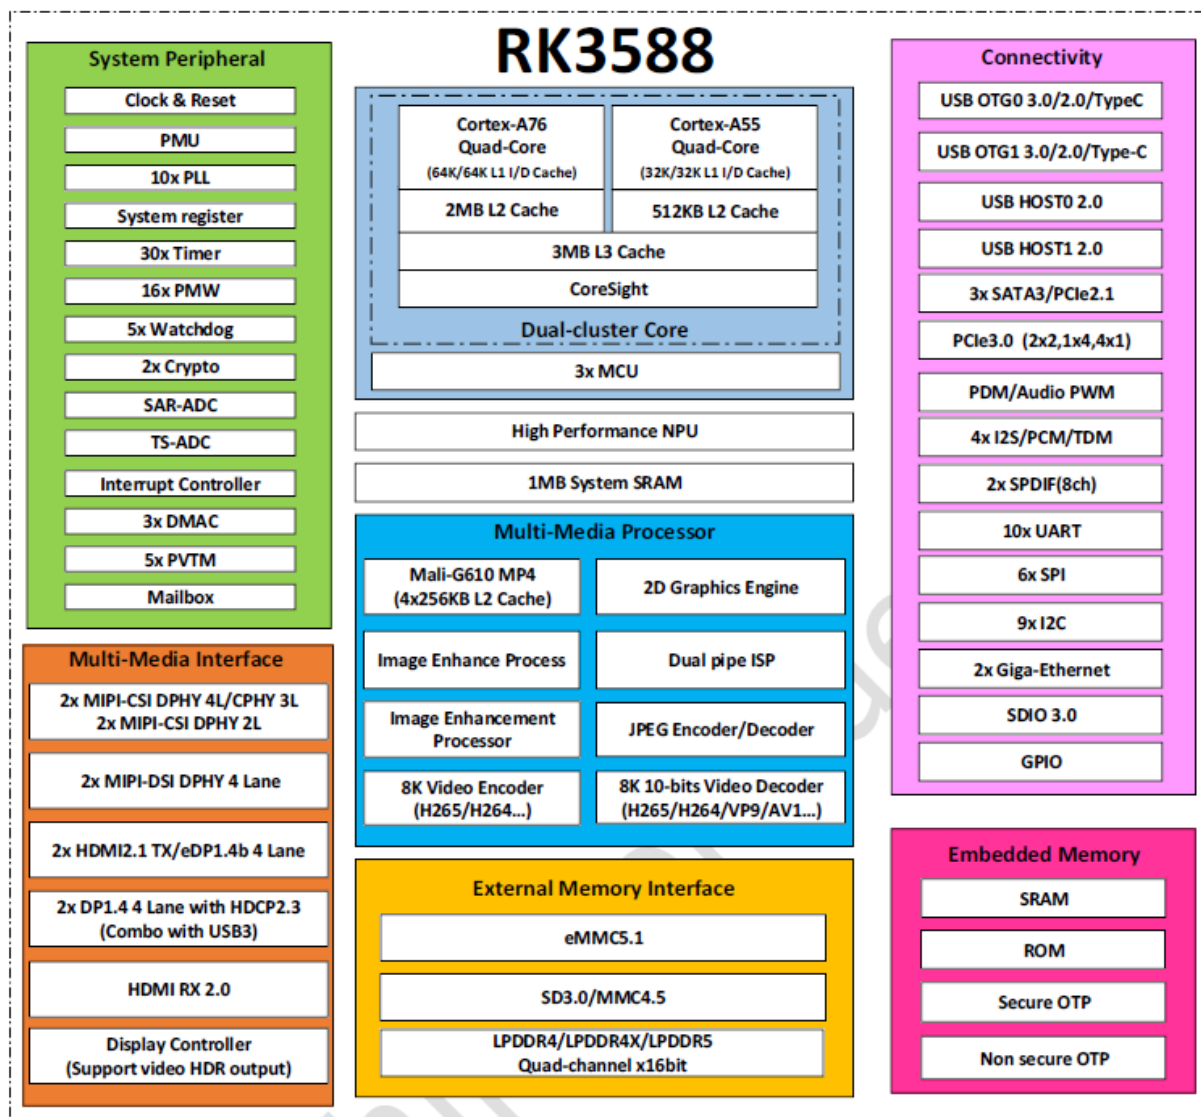 RK3588
System Peripheral
Clock & Reset
PMU
10x PLL
System register
30x Timer
16x PMW
5x Watchdog
2x Crypto
SAR-ADC
TS-ADC
Interrupt Controller
3x DMAC
5x PVTM
Mailbox
Multi-Media Interface
2x MIPI-CSI DPHY 4L/CPHY 3L
2x MIPI-CSI DPHY 2L
2x MIPI-DSI DPHY 4 Lane
2x HDMI2.1 TX/eDP1.4b 4 Lane
2x DP1.4 4 Lane with HDCP2.3
(Combo with USB3)
HDMI RX 2.0
Display Controller
(Support video HDR output)
Cortex-A76
Quad-Core
(64K/64K L1 I/D Cache)
2MB L2 Cache
Cortex-A55
Quad-Core
(32K/32K L1 I/D Cache)
512KB L2 Cache
3MB L3 Cache
CoreSight
Dual-cluster Core
3x MCU
High Performance NPU
1MB System SRAM
Multi-Media Processor
Mali-G610 MP4
(4x256KB L2 Cache)
2D Graphics Engine
Image Enhance Process
Dual pipe ISP
Image Enhancement
Processor
JPEG Encoder/Decoder
8K Video Encoder
(H265/H264...)
8K 10-bits Video Decoder
(H265/H264/VP9/AV1...)
External Memory Interface
eMMC5.1
SD3.0/MMC4.5
LPDDR4/LPDDR4X/LPDDR5
Quad-channel x16bit
Connectivity
USB OTG0 3.0/2.0/TypeC
USB OTG1 3.0/2.0/Type-C
USB HOST0 2.0
USB HOST1 2.0
3x SATA3/PCIe2.1
PCIe3.0 (2x2,1x4,4x1)
PDM/Audio PWM
4x I2S/PCM/TDM
2x SPDIF(8ch)
10x UART
6x SPI
9x I2C
2x Giga-Ethernet
SDIO 3.0
GPIO
Embedded Memory
SRAM
ROM
Secure OTP
Non secure OTP